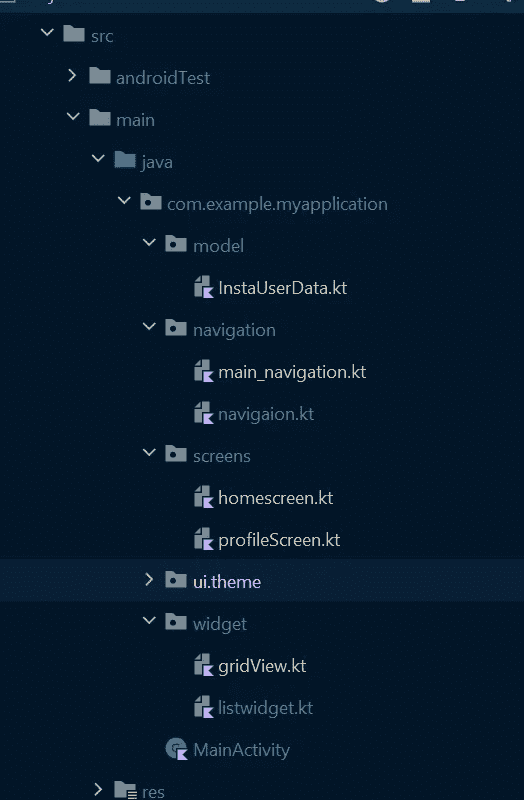 src
androidTest
main
java
com.example.myapplication
model
InstaUserData.kt
navigation
main_navigation.kt
navigaion.kt
screens
homescreen.kt
profileScreen.kt
ui.theme
widget
gridView.kt
listwidget.kt
MainActivity
res